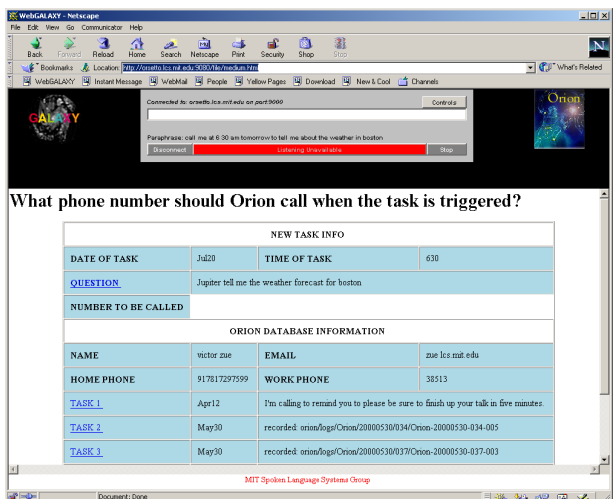 WebGALAXY - Netscape
File Edit View Go Communicator Help
Back Forward Reload Home Search Netscape Print Security Shop Stop
Bookmarks Location: http://orsetto.lcs.mit.edu:9080/file/medium.html What's Related
WebGALAXY Instant Message WebMail People Yellow Pages Download New & Cool Channels
GALAXY
Connected to: orsetto.lcs.mit.edu on port:9000
Controls
Orion
Paraphrase: call me at 6 30 am tomorrow to tell me about the weather in boston
Disconnect Listening Unavailable Stop
What phone number should Orion call when the task is triggered?
NEW TASK INFO
DATE OF TASK Jul20 TIME OF TASK 630
QUESTION Jupiter tell me the weather forecast for boston
NUMBER TO BE CALLED
ORION DATABASE INFORMATION
NAME victor zue EMAIL zue lcs.mit.edu
HOME PHONE 917817297599 WORK PHONE 38513
TASK 1 Apr12 I'm calling to remind you to please be sure to finish up your talk in five minutes.
TASK 2 May30 recorded: orion/logs/Orion/20000530/034/Orion-20000530-034-005
TASK 3 May30 recorded: orion/logs/Orion/20000530/037/Orion-20000530-037-003
MIT Spoken Language Systems Group
Document: Done